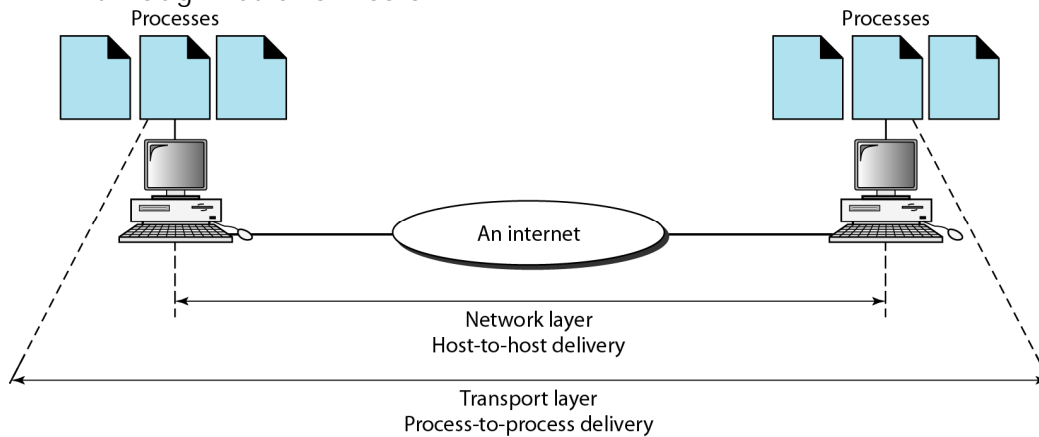 Processes
Processes
An internet
Network layer
Host-to-host delivery
Transport layer
Process-to-process delivery